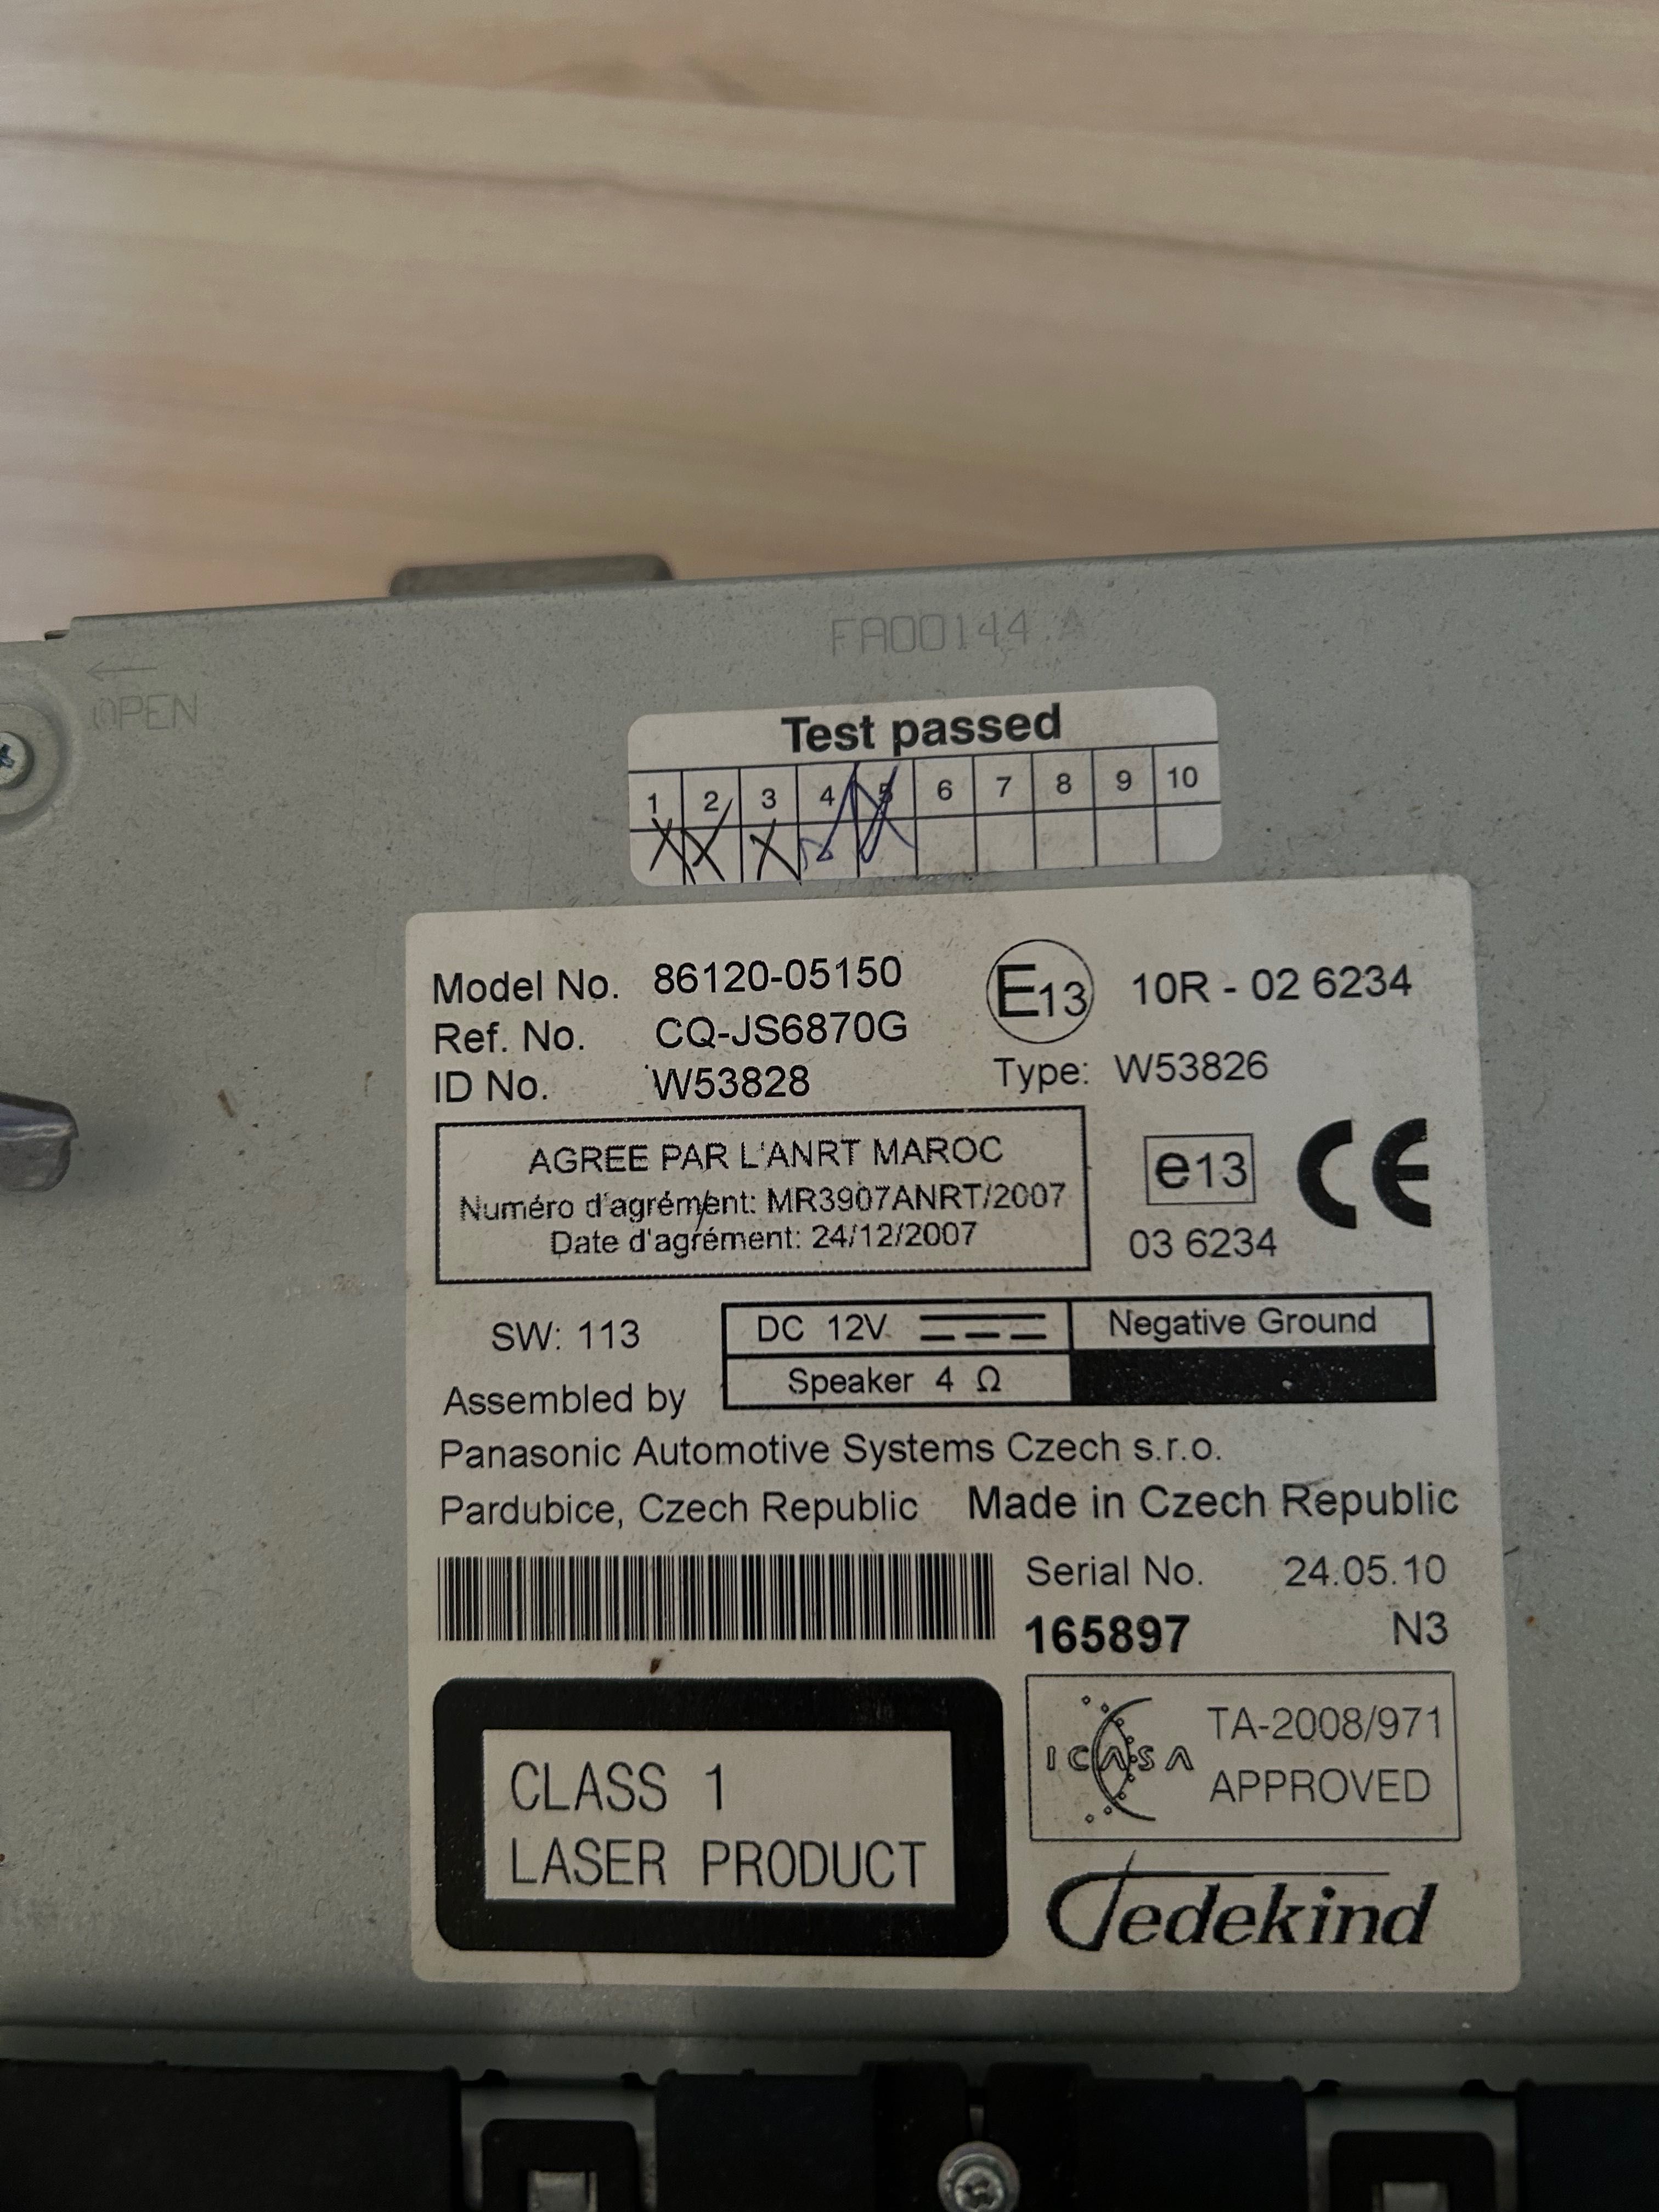 FA00144 A
OPEN
Test passed
1 2 3 4 5 6 7 8 9 10
X X X
Model No. 86120-05150
Ref. No. CQ-JS6870G
ID No. W53828
E13 10R - 02 6234
Type: W53826
AGREE PAR L'ANRT MAROC
Numéro d'agrément: MR3907ANRT/2007
Date d'agrément: 24/12/2007
e13 CE
03 6234
SW: 113
DC 12V Negative Ground
Speaker 4 Ω
Assembled by
Panasonic Automotive Systems Czech s.r.o.
Pardubice, Czech Republic Made in Czech Republic
Serial No. 24.05.10
165897 N3
CLASS 1
LASER PRODUCT
ICASA TA-2008/971
APPROVED
Jedekind